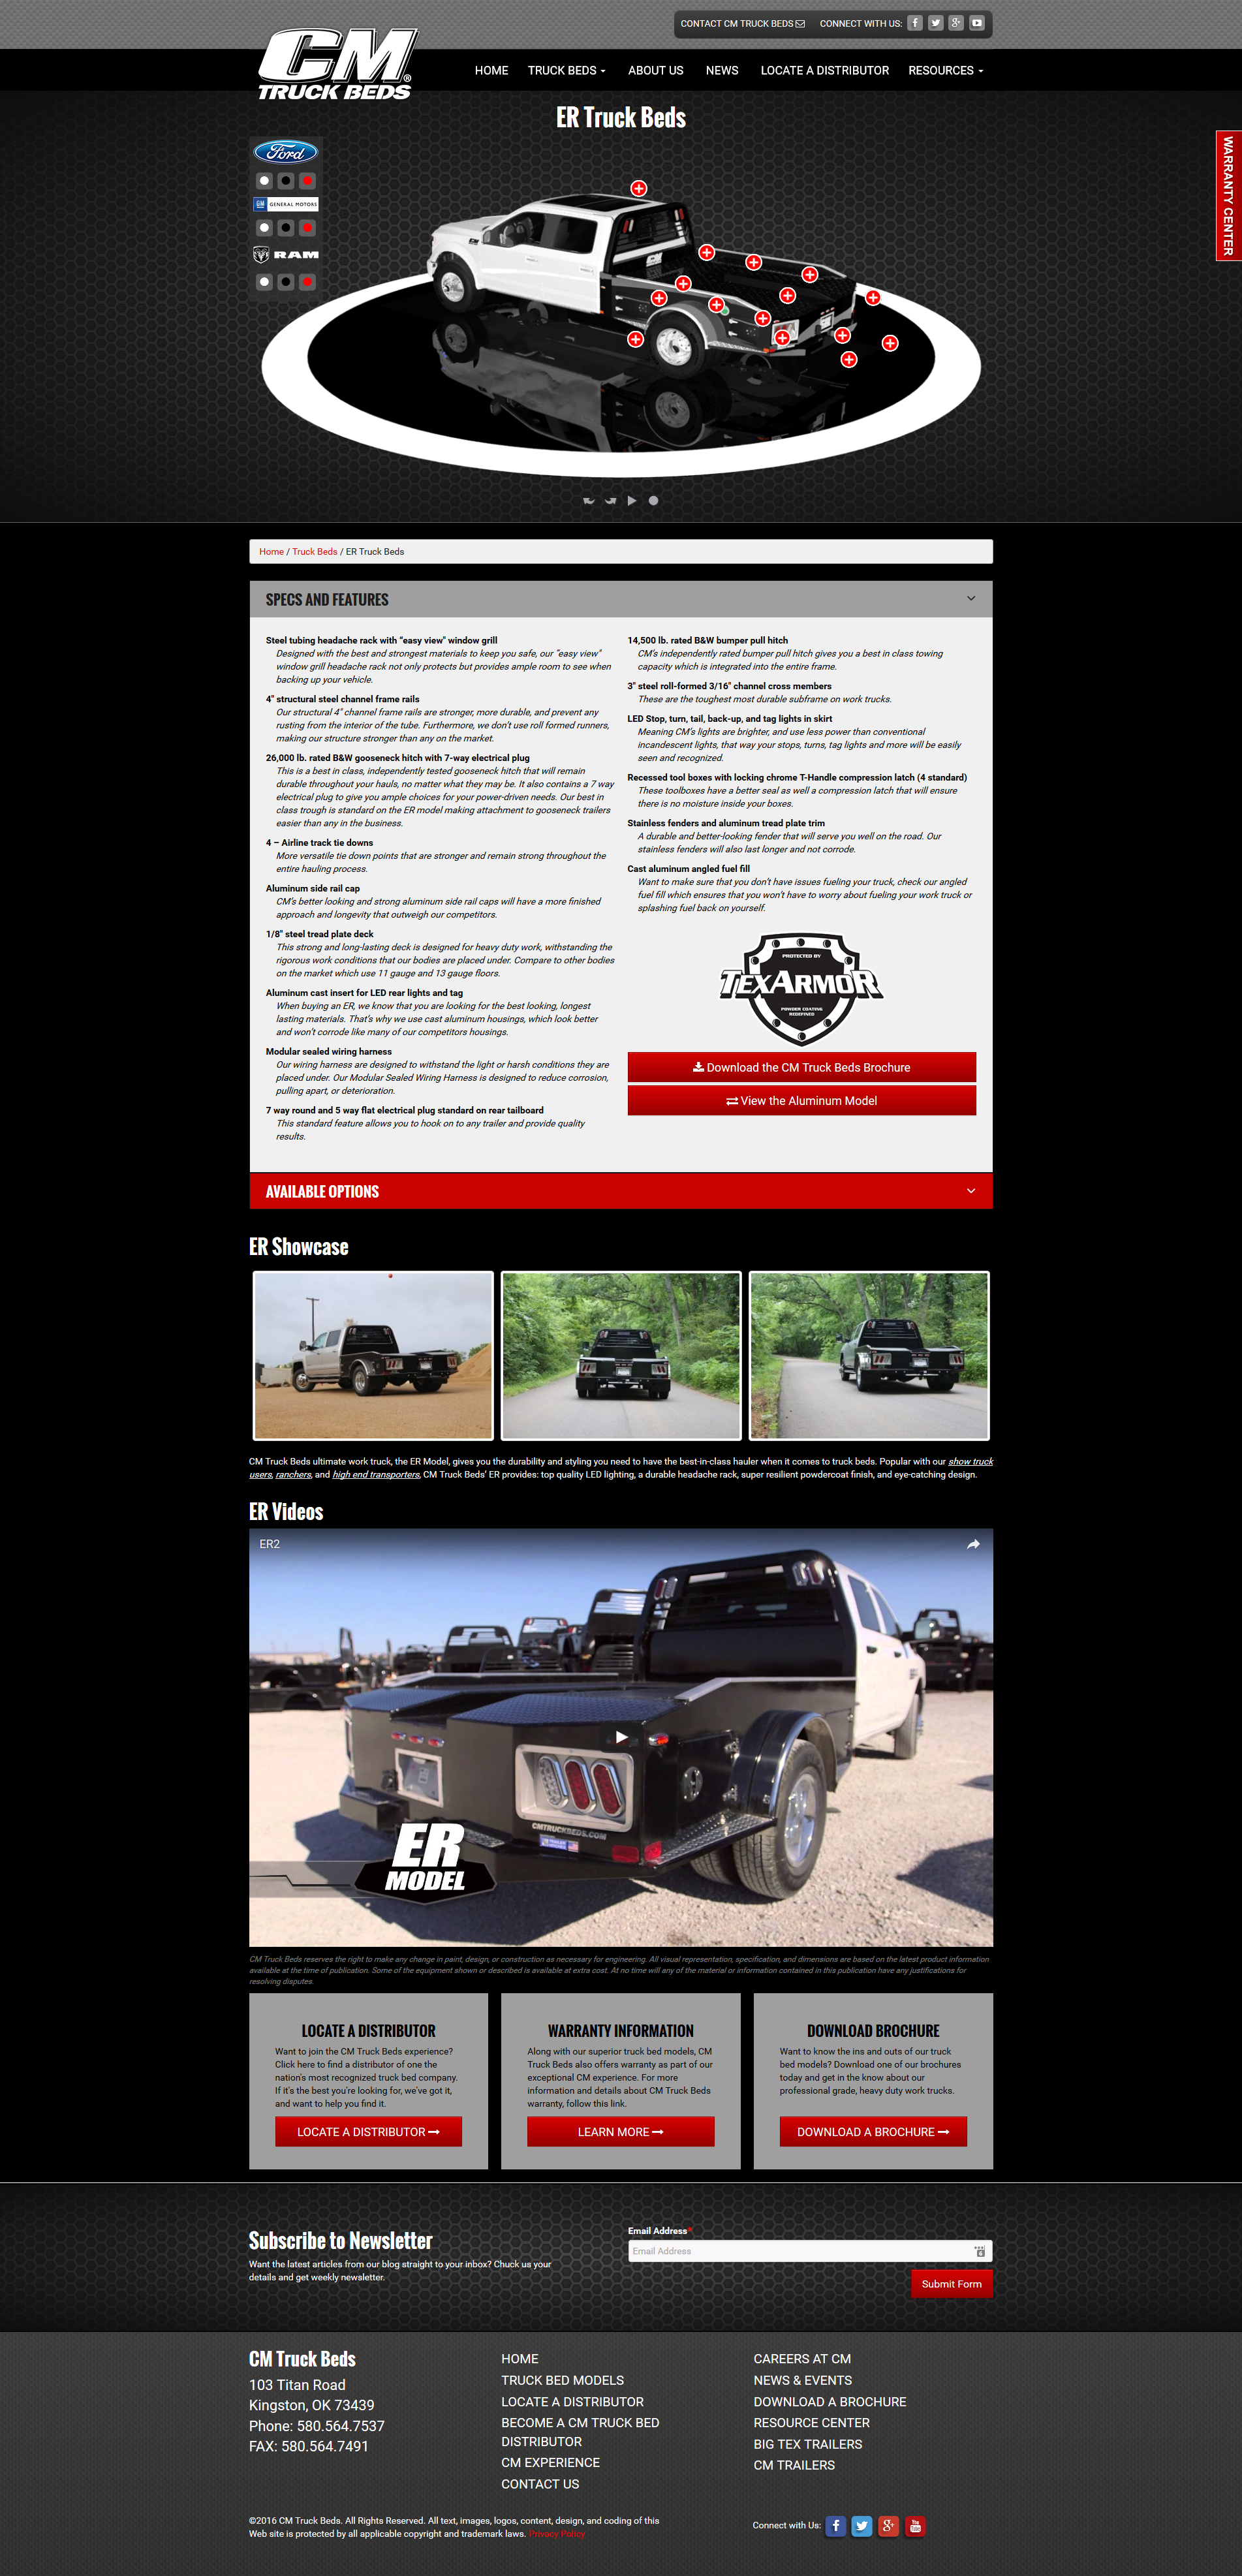 CONTACT CM TRUCK BEDS
CONNECT WITH US:
CM
TRUCK BEDS
HOME
TRUCK BEDS
ABOUT US
NEWS
LOCATE A DISTRIBUTOR
RESOURCES
ER Truck Beds
WARRANTY CENTER
Ford
GM GENERAL MOTORS
RAM
Home / Truck Beds / ER Truck Beds
SPECS AND FEATURES
Steel tubing headache rack with “easy view” window grill
Designed with the best and strongest materials to keep you safe, our “easy view”
window grill headache rack not only protects but provides ample room to see when
backing up your vehicle.
4" structural steel channel frame rails
Our structural 4" channel frame rails are stronger, more durable, and prevent any
rusting from the interior of the tube. Furthermore, we don’t use roll formed runners,
making our structure stronger than any on the market.
26,000 lb. rated B&W gooseneck hitch with 7-way electrical plug
This is a best in class, independently tested gooseneck hitch that will remain
durable throughout your hauls, no matter what they may be. It also contains a 7 way
electrical plug to give you ample choices for your power-driven needs. Our best in
class trough is standard on the ER model making attachment to gooseneck trailers
easier than any in the business.
4 – Airline track tie downs
More versatile tie down points that are stronger and remain strong throughout the
entire hauling process.
Aluminum side rail cap
CM’s better looking and strong aluminum side rail caps will have a more finished
approach and longevity that outweigh our competitors.
1/8" steel tread plate deck
This strong and long-lasting deck is designed for heavy duty work, withstanding the
rigorous work conditions that our bodies are placed under. Compare to other bodies
on the market which use 11 gauge and 13 gauge floors.
Aluminum cast insert for LED rear lights and tag
When buying an ER, we know that you are looking for the best looking, longest
lasting materials. That’s why we use cast aluminum housings, which look better
and won’t corrode like many of our competitors housings.
Modular sealed wiring harness
Our wiring harness are designed to withstand the light or harsh conditions they are
placed under. Our Modular Sealed Wiring Harness is designed to reduce corrosion,
pulling apart, or deterioration.
7 way round and 5 way flat electrical plug standard on rear tailboard
This standard feature allows you to hook on to any trailer and provide quality
results.
14,500 lb. rated B&W bumper pull hitch
CM’s independently rated bumper pull hitch gives you a best in class towing
capacity which is integrated into the entire frame.
3" steel roll-formed 3/16" channel cross members
These are the toughest most durable subframe on work trucks.
LED Stop, turn, tail, back-up, and tag lights in skirt
Meaning CM’s lights are brighter, and use less power than conventional
incandescent lights, that way your stops, turns, tag lights and more will be easily
seen and recognized.
Recessed tool boxes with locking chrome T-Handle compression latch (4 standard)
These toolboxes have a better seal as well a compression latch that will ensure
there is no moisture inside your boxes.
Stainless fenders and aluminum tread plate trim
A durable and better-looking fender that will serve you well on the road. Our
stainless fenders will also last longer and not corrode.
Cast aluminum angled fuel fill
Want to make sure that you don’t have issues fueling your truck, check our angled
fuel fill which ensures that you won’t have to worry about fueling your work truck or
splashing fuel back on yourself.
PROTECTED BY
TEXARMOR
POWDER COATING
REDEFINED
Download the CM Truck Beds Brochure
View the Aluminum Model
AVAILABLE OPTIONS
ER Showcase
CM Truck Beds ultimate work truck, the ER Model, gives you the durability and styling you need to have the best-in-class hauler when it comes to truck beds. Popular with our show truck
users, ranchers, and high end transporters, CM Truck Beds’ ER provides: top quality LED lighting, a durable headache rack, super resilient powdercoat finish, and eye-catching design.
ER Videos
ER2
CMTRUCKBEDS.COM
ER
MODEL
CM Truck Beds reserves the right to make any change in paint, design, or construction as necessary for engineering. All visual representation, specification, and dimensions are based on the latest product information
available at the time of publication. Some of the equipment shown or described is available at extra cost. At no time will any of the material or information contained in this publication have any justifications for
resolving disputes.
LOCATE A DISTRIBUTOR
Want to join the CM Truck Beds experience?
Click here to find a distributor of one the
nation's most recognized truck bed company.
If it's the best you're looking for, we've got it,
and want to help you find it.
LOCATE A DISTRIBUTOR
WARRANTY INFORMATION
Along with our superior truck bed models, CM
Truck Beds also offers warranty as part of our
exceptional CM experience. For more
information and details about CM Truck Beds
warranty, follow this link.
LEARN MORE
DOWNLOAD BROCHURE
Want to know the ins and outs of our truck
bed models? Download one of our brochures
today and get in the know about our
professional grade, heavy duty work trucks.
DOWNLOAD A BROCHURE
Subscribe to Newsletter
Want the latest articles from our blog straight to your inbox? Chuck us your
details and get weekly newsletter.
Email Address*
Email Address
Submit Form
CM Truck Beds
103 Titan Road
Kingston, OK 73439
Phone: 580.564.7537
FAX: 580.564.7491
HOME
TRUCK BED MODELS
LOCATE A DISTRIBUTOR
BECOME A CM TRUCK BED
DISTRIBUTOR
CM EXPERIENCE
CONTACT US
CAREERS AT CM
NEWS & EVENTS
DOWNLOAD A BROCHURE
RESOURCE CENTER
BIG TEX TRAILERS
CM TRAILERS
©2016 CM Truck Beds. All Rights Reserved. All text, images, logos, content, design, and coding of this
Web site is protected by all applicable copyright and trademark laws. Privacy Policy
Connect with Us: